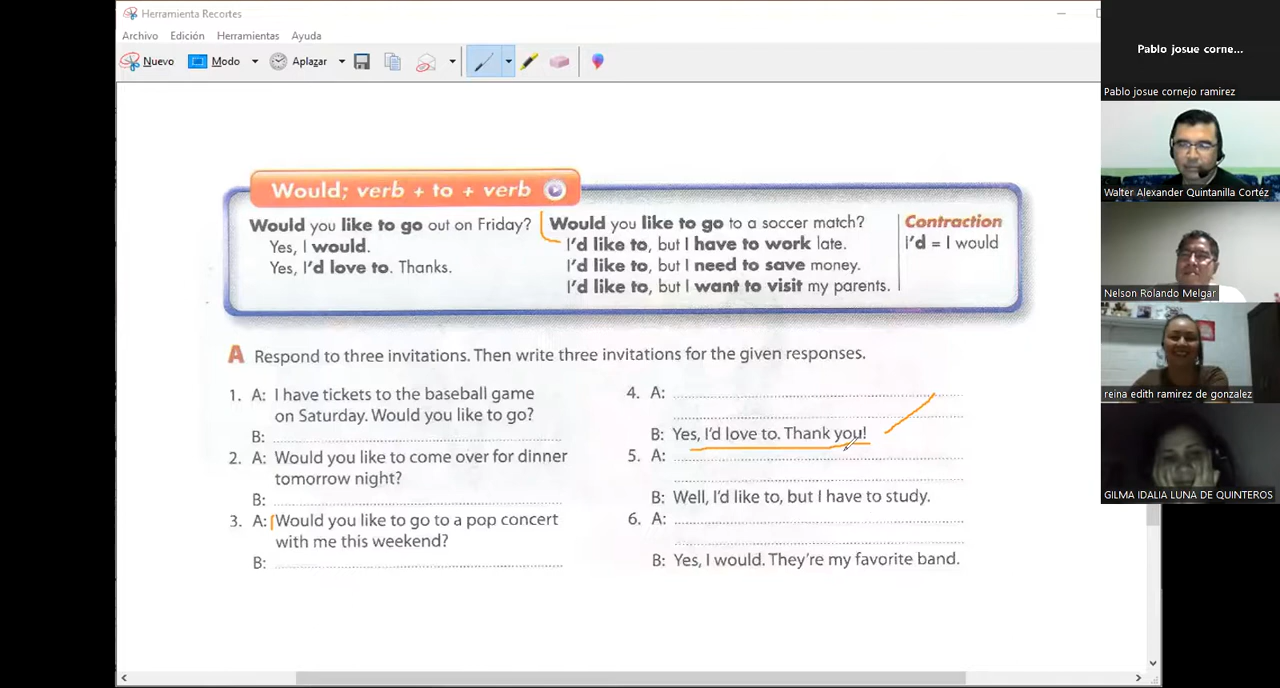 Herramienta Recortes
Archivo Edición Herramientas Ayuda
Nuevo Modo Aplazar
Would; verb + to + verb
Would you like to go out on Friday?
Yes, I would.
Yes, I'd love to. Thanks.
Would you like to go to a soccer match?
I'd like to, but I have to work late.
I'd like to, but I need to save money.
I'd like to, but I want to visit my parents.
Contraction
I'd = I would
A Respond to three invitations. Then write three invitations for the given responses.
1. A: I have tickets to the baseball game
on Saturday. Would you like to go?
B:
2. A: Would you like to come over for dinner
tomorrow night?
B:
3. A: Would you like to go to a pop concert
with me this weekend?
B:
4. A:
B: Yes, I'd love to. Thank you!
5. A:
B: Well, I'd like to, but I have to study.
6. A:
B: Yes, I would. They're my favorite band.
Pablo josue corne...
Pablo josue cornejo ramirez
Walter Alexander Quintanilla Cortéz
Nelson Rolando Melgar
reina edith ramirez de gonzalez
GILMA IDALIA LUNA DE QUINTEROS